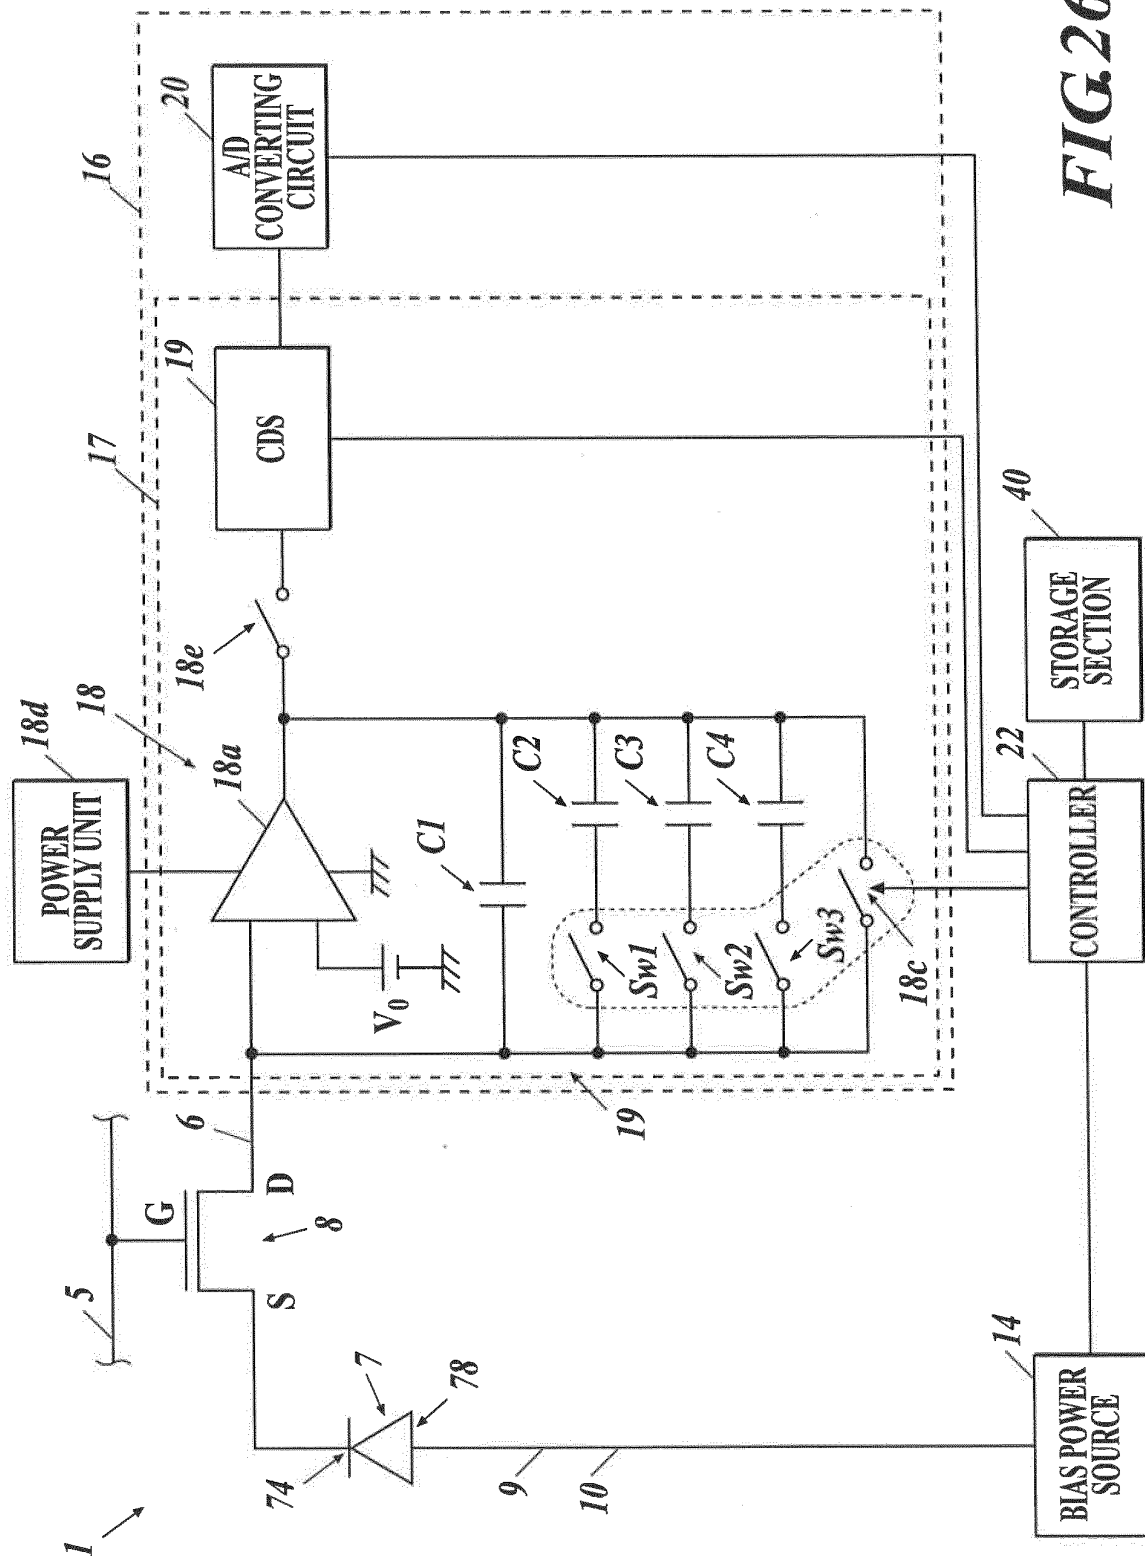 FIG.26
1
5
G
S
D
8
6
7
74
78
9
10
14
BIAS POWER
SOURCE
18d
POWER
SUPPLY UNIT
18
18a
V0
C1
C2
C3
C4
Sw1
Sw2
Sw3
18c
19
18e
17
19
CDS
16
20
A/D
CONVERTING
CIRCUIT
22
CONTROLLER
40
STORAGE
SECTION